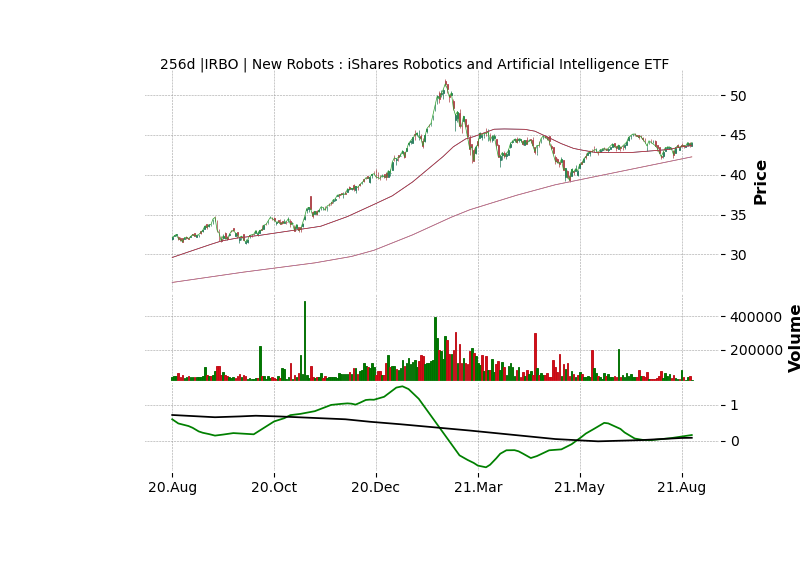 256d |IRBO | New Robots : iShares Robotics and Artificial Intelligence ETF
50
45
40
35
30
Price
400000
200000
Volume
1
0
20.Aug 20.Oct 20.Dec 21.Mar 21.May 21.Aug